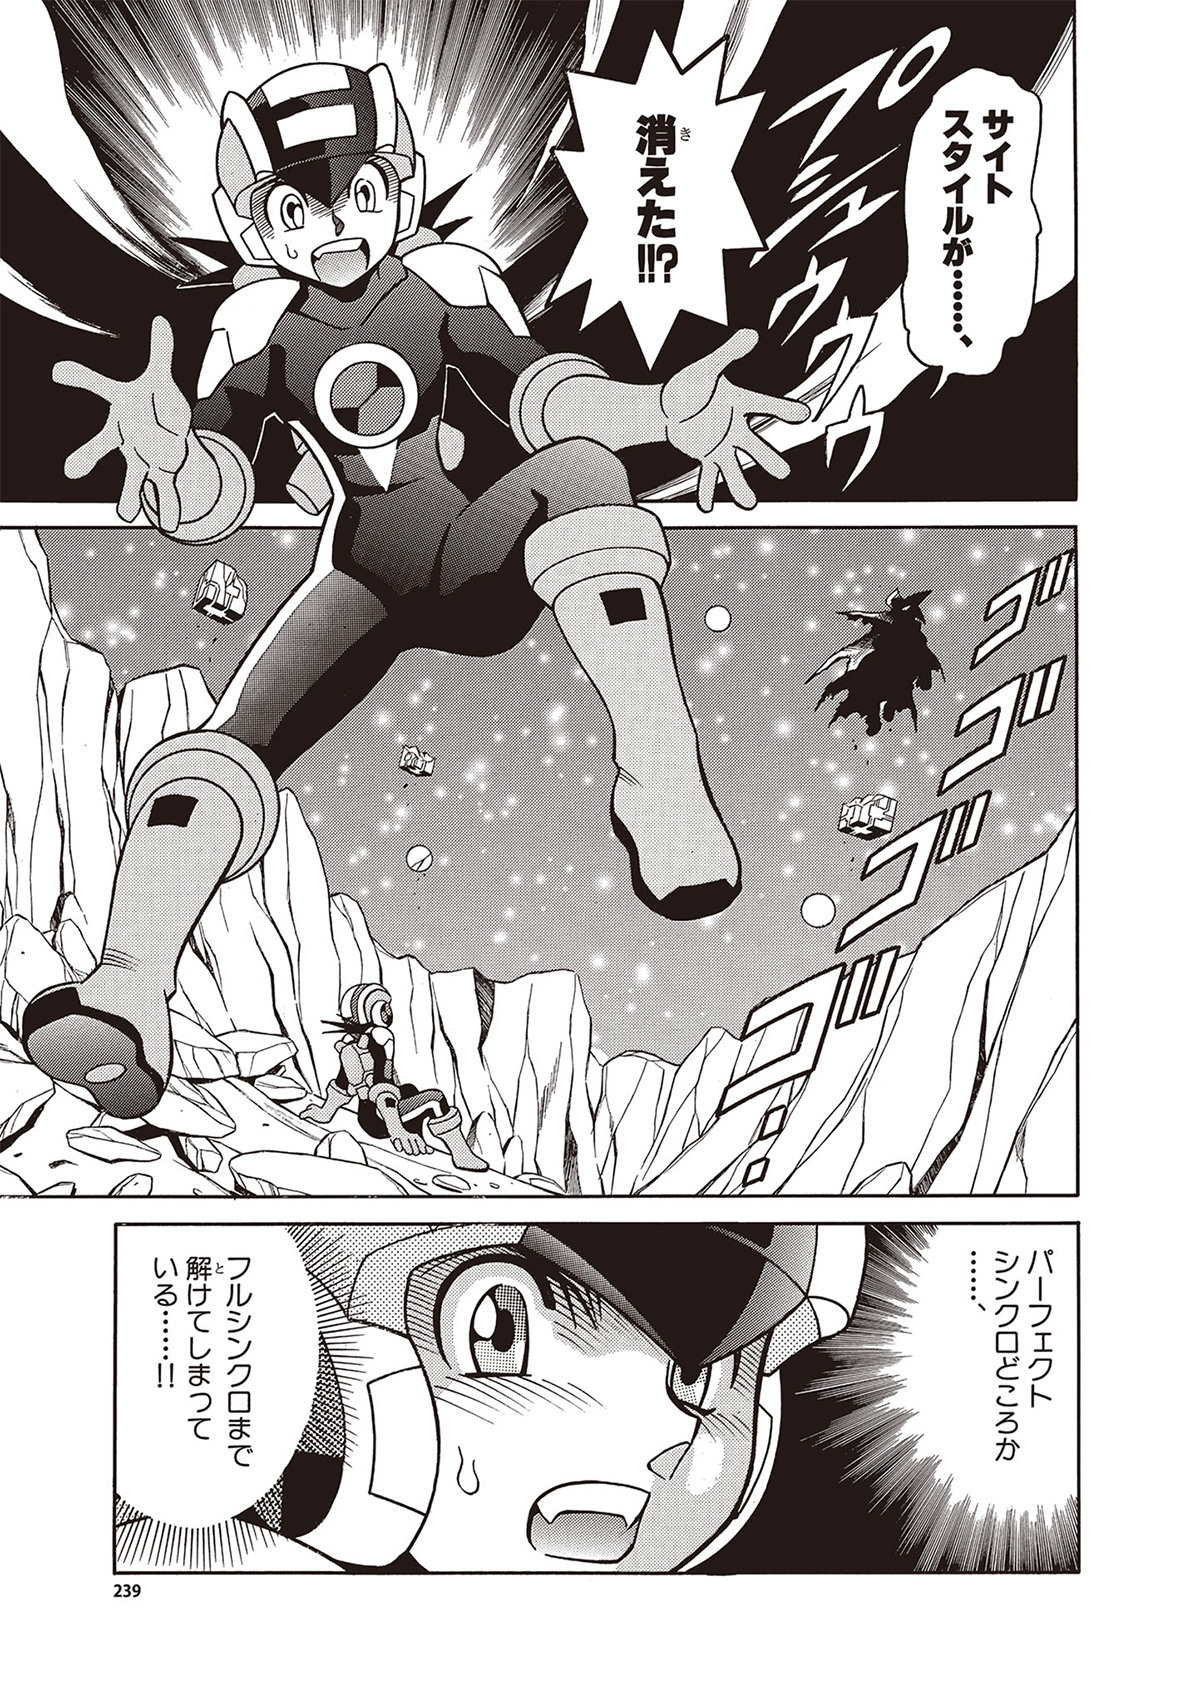 サイト
スタイルが……、
プシュウゥゥ
消えた!!?
ゴゴゴゴゴ…
パーフェクト
シンクロどころか
……、
フルシンクロまで
解けてしまって
いる……!!
239